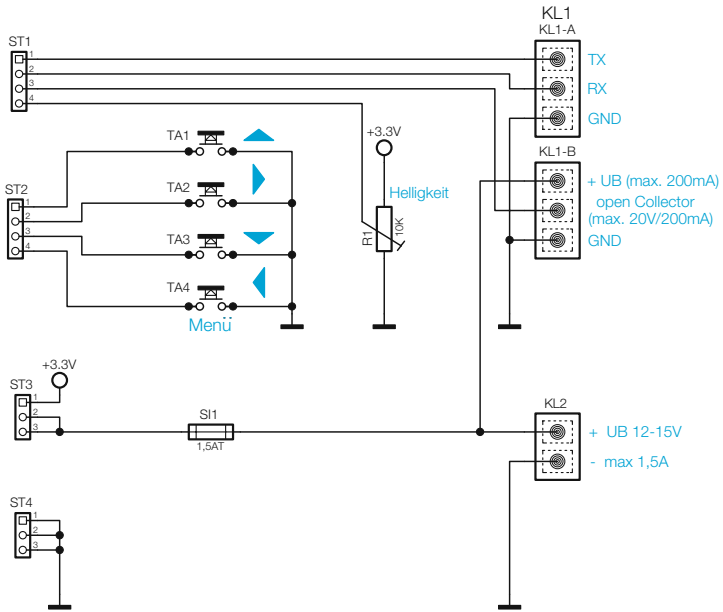 KL1
KL1-A
ST1
1
2
3
4
TX
RX
GND
TA1
+3.3V
KL1-B
TA2
Helligkeit
+ UB (max. 200mA)
open Collector
(max. 20V/200mA)
GND
ST2
1
2
3
4
TA3
R1
10K
TA4
Menü
ST3
+3.3V
1
2
3
SI1
1,5AT
KL2
+ UB 12-15V
- max 1,5A
ST4
1
2
3